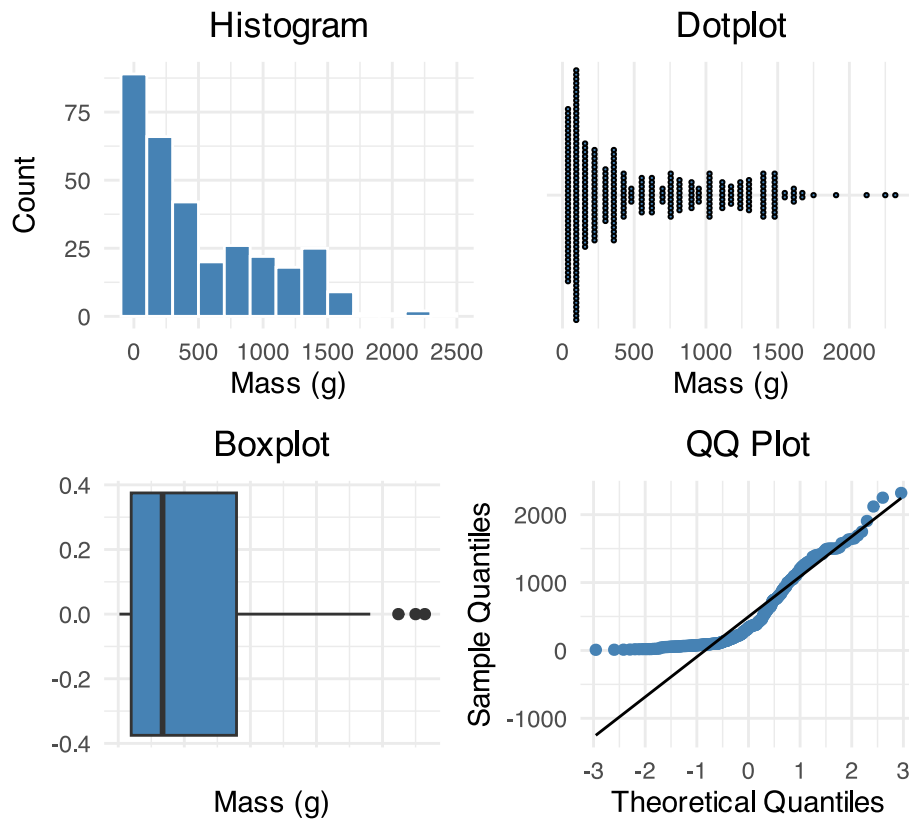 Histogram
Count
75
50
25
0
0 500 1000 1500 2000 2500
Mass (g)
Dotplot
0 500 1000 1500 2000
Mass (g)
Boxplot
0.4
0.2
0.0
-0.2
-0.4
Mass (g)
QQ Plot
Sample Quantiles
2000
1000
0
-1000
-3 -2 -1 0 1 2 3
Theoretical Quantiles